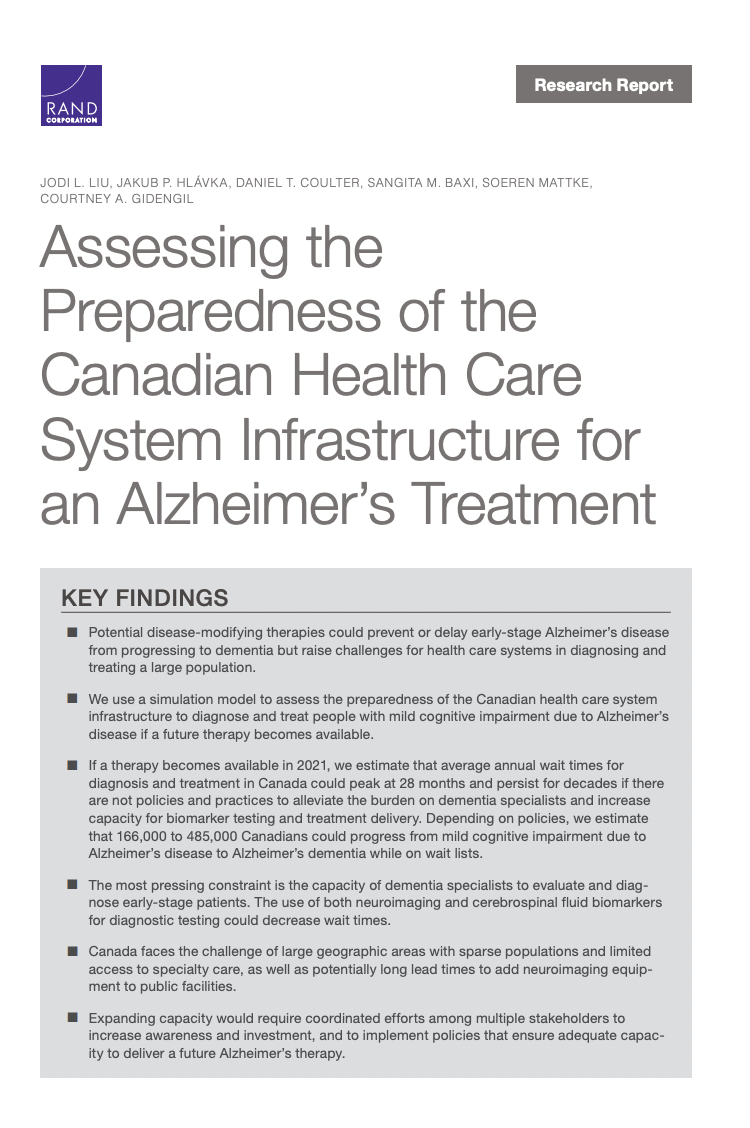 RAND
CORPORATION
Research Report
JODI L. LIU, JAKUB P. HLÁVKA, DANIEL T. COULTER, SANGITA M. BAXI, SOEREN MATTKE,
COURTNEY A. GIDENGIL
Assessing the
Preparedness of the
Canadian Health Care
System Infrastructure for
an Alzheimer’s Treatment
KEY FINDINGS
■ Potential disease-modifying therapies could prevent or delay early-stage Alzheimer’s disease
from progressing to dementia but raise challenges for health care systems in diagnosing and
treating a large population.
■ We use a simulation model to assess the preparedness of the Canadian health care system
infrastructure to diagnose and treat people with mild cognitive impairment due to Alzheimer’s
disease if a future therapy becomes available.
■ If a therapy becomes available in 2021, we estimate that average annual wait times for
diagnosis and treatment in Canada could peak at 28 months and persist for decades if there
are not policies and practices to alleviate the burden on dementia specialists and increase
capacity for biomarker testing and treatment delivery. Depending on policies, we estimate
that 166,000 to 485,000 Canadians could progress from mild cognitive impairment due to
Alzheimer’s disease to Alzheimer’s dementia while on wait lists.
■ The most pressing constraint is the capacity of dementia specialists to evaluate and diag-
nose early-stage patients. The use of both neuroimaging and cerebrospinal fluid biomarkers
for diagnostic testing could decrease wait times.
■ Canada faces the challenge of large geographic areas with sparse populations and limited
access to specialty care, as well as potentially long lead times to add neuroimaging equip-
ment to public facilities.
■ Expanding capacity would require coordinated efforts among multiple stakeholders to
increase awareness and investment, and to implement policies that ensure adequate capac-
ity to deliver a future Alzheimer’s therapy.